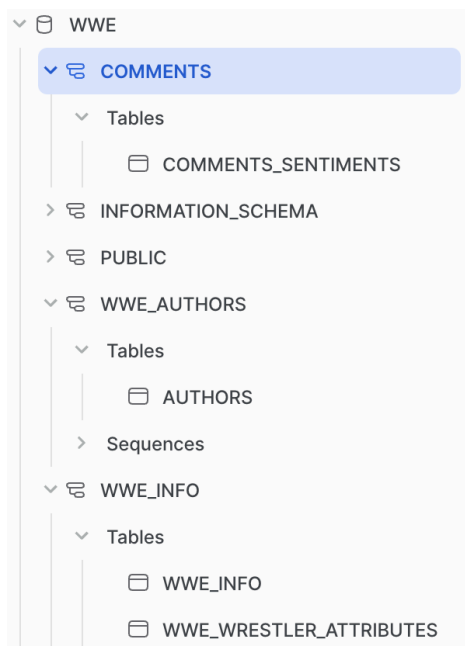 WWE
COMMENTS
Tables
COMMENTS_SENTIMENTS
INFORMATION_SCHEMA
PUBLIC
WWE_AUTHORS
Tables
AUTHORS
Sequences
WWE_INFO
Tables
WWE_INFO
WWE_WRESTLER_ATTRIBUTES